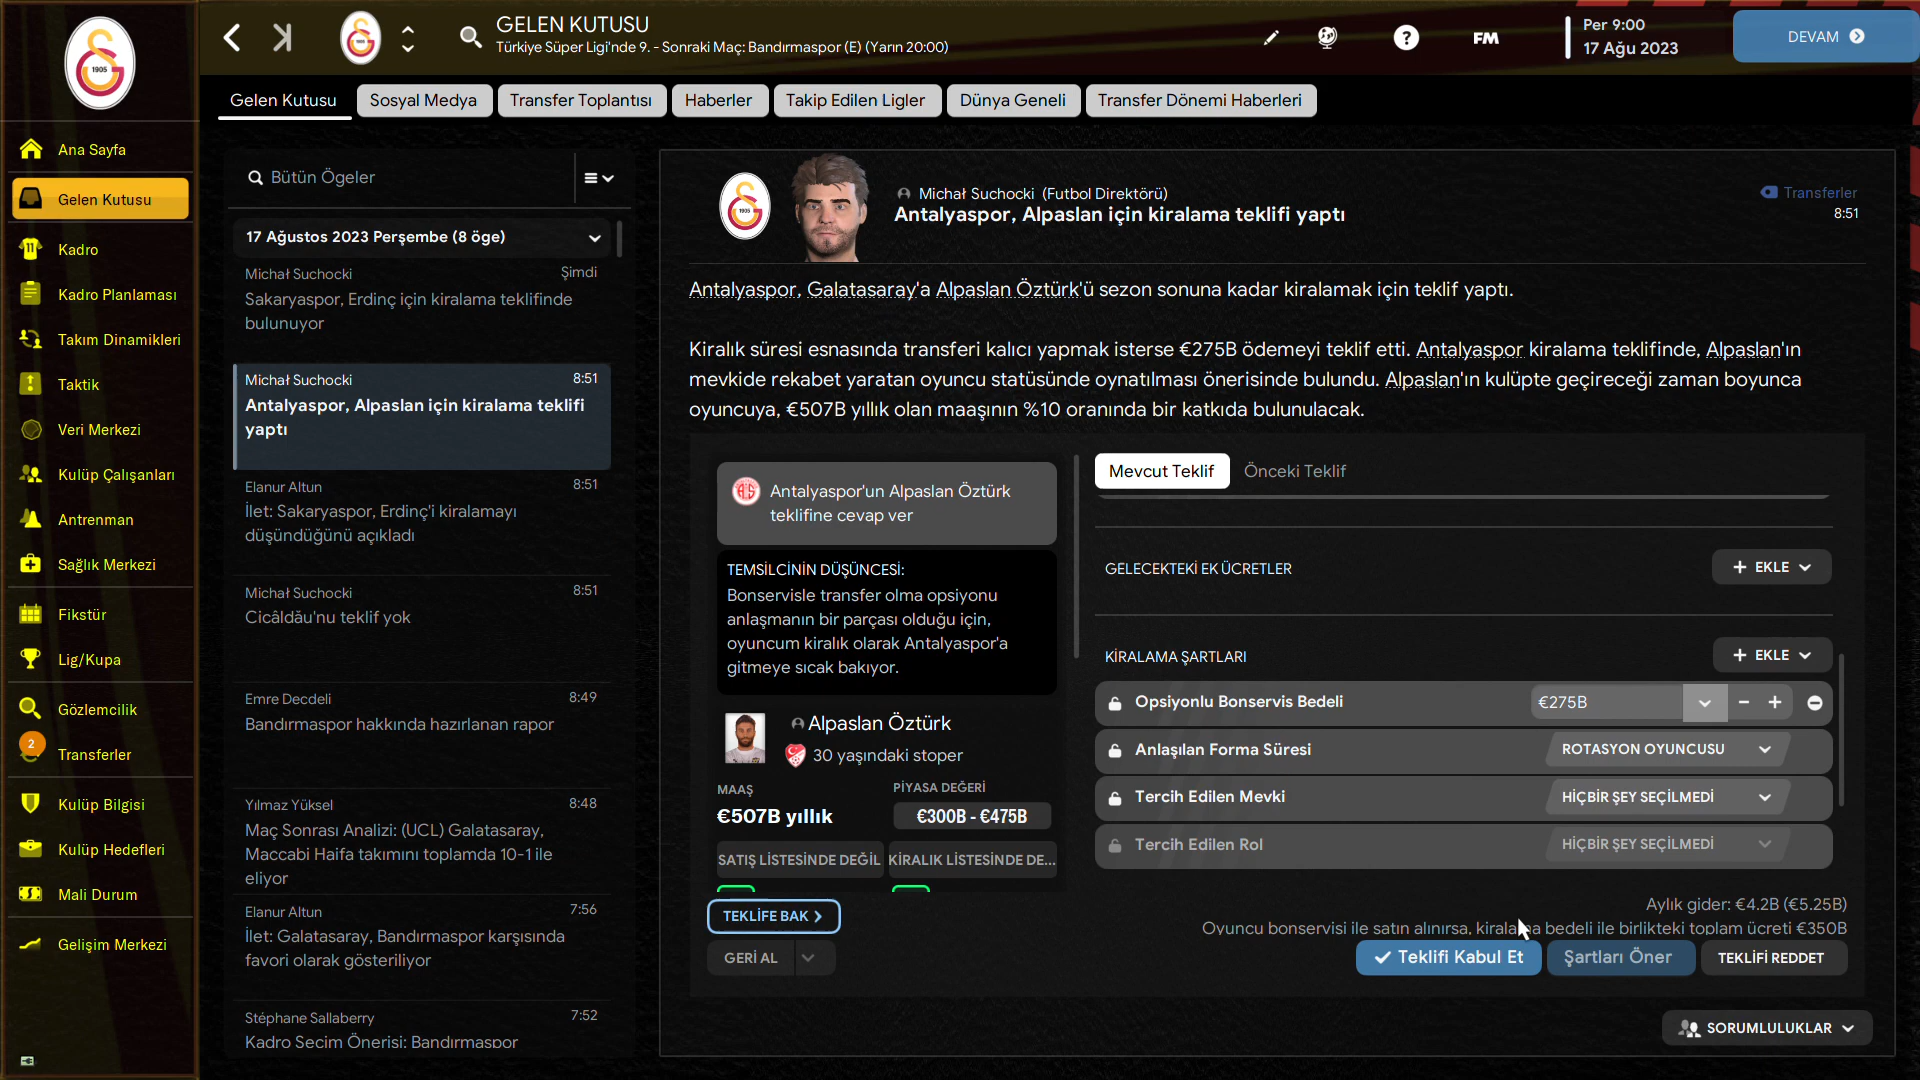 GELEN KUTUSU
Türkiye Süper Ligi'nde 9. - Sonraki Maç: Bandırmaspor (E) (Yarın 20:00)
FM
Per 9:00
17 Ağu 2023
DEVAM
Gelen Kutusu
Sosyal Medya
Transfer Toplantısı
Haberler
Takip Edilen Ligler
Dünya Geneli
Transfer Dönemi Haberleri
1905
Ana Sayfa
Gelen Kutusu
Kadro
Kadro Planlaması
Takım Dinamikleri
Taktik
Veri Merkezi
Kulüp Çalışanları
Antrenman
Sağlık Merkezi
Fikstür
Lig/Kupa
Gözlemcilik
2
Transferler
Kulüp Bilgisi
Kulüp Hedefleri
Mali Durum
Gelişim Merkezi
Bütün Ögeler
17 Ağustos 2023 Perşembe (8 öge)
Michał Suchocki
Şimdi
Sakaryaspor, Erdinç için kiralama teklifinde
bulunuyor
Michał Suchocki
8:51
Antalyaspor, Alpaslan için kiralama teklifi
yaptı
Elanur Altun
8:51
İlet: Sakaryaspor, Erdinç'i kiralamayı
düşündüğünü açıkladı
Michał Suchocki
8:51
Cicâldău'nu teklif yok
Emre Decdeli
8:49
Bandırmaspor hakkında hazırlanan rapor
Yılmaz Yüksel
8:48
Maç Sonrası Analizi: (UCL) Galatasaray,
Maccabi Haifa takımını toplamda 10-1 ile
eliyor
Elanur Altun
7:56
İlet: Galatasaray, Bandırmaspor karşısında
favori olarak gösteriliyor
Stéphane Sallaberry
7:52
Kadro Seçim Önerisi: Bandırmaspor
Michał Suchocki (Futbol Direktörü)
Antalyaspor, Alpaslan için kiralama teklifi yaptı
Transferler
8:51
Antalyaspor, Galatasaray'a Alpaslan Öztürk'ü sezon sonuna kadar kiralamak için teklif yaptı.
Kiralık süresi esnasında transferi kalıcı yapmak isterse €275B ödemeyi teklif etti. Antalyaspor kiralama teklifinde, Alpaslan'ın
mevkide rekabet yaratan oyuncu statüsünde oynatılması önerisinde bulundu. Alpaslan'ın kulüpte geçireceği zaman boyunca
oyuncuya, €507B yıllık olan maaşının %10 oranında bir katkıda bulunulacak.
Antalyaspor'un Alpaslan Öztürk
teklifine cevap ver
TEMSİLCİNİN DÜŞÜNCESİ:
Bonservisle transfer olma opsiyonu
anlaşmanın bir parçası olduğu için,
oyuncum kiralık olarak Antalyaspor'a
gitmeye sıcak bakıyor.
Alpaslan Öztürk
30 yaşındaki stoper
MAAŞ
PİYASA DEĞERİ
€507B yıllık
€300B - €475B
SATIŞ LİSTESİNDE DEĞİL
KİRALIK LİSTESİNDE DE...
TEKLİFE BAK
GERİ AL
Mevcut Teklif
Önceki Teklif
GELECEKTEKİ EK ÜCRETLER
EKLE
KİRALAMA ŞARTLARI
EKLE
Opsiyonlu Bonservis Bedeli
€275B
Anlaşılan Forma Süresi
ROTASYON OYUNCUSU
Tercih Edilen Mevki
HİÇBİR ŞEY SEÇİLMEDİ
Tercih Edilen Rol
HİÇBİR ŞEY SEÇİLMEDİ
Aylık gider: €4.2B (€5.25B)
Oyuncu bonservisi ile satın alınırsa, kiralama bedeli ile birlikteki toplam ücreti €350B
Teklifi Kabul Et
Şartları Öner
TEKLİFİ REDDET
SORUMLULUKLAR